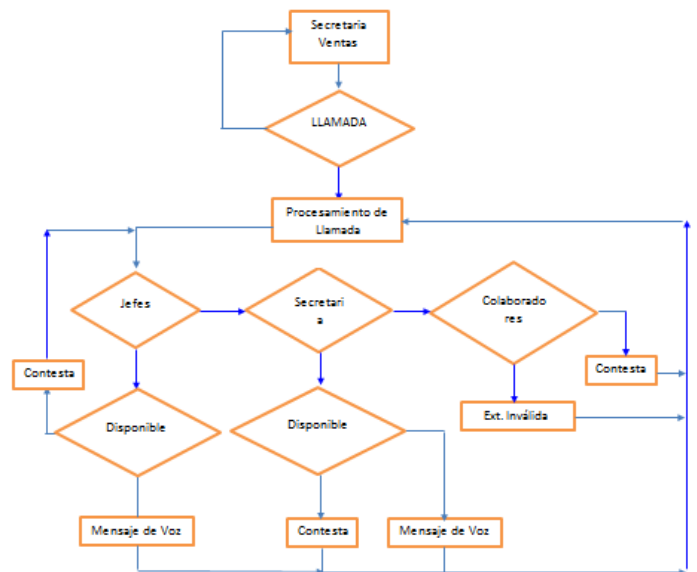 Secretaria
Ventas
LLAMADA
Procesamiento de
Llamada
Jefes
Secretari
a
Colaborado
res
Contesta
Contesta
Ext. Inválida
Disponible
Disponible
Mensaje de Voz
Contesta
Mensaje de Voz